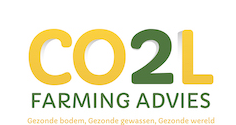 CO2L
FARMING ADVIES
Gezonde bodem, Gezonde gewassen, Gezonde wereld